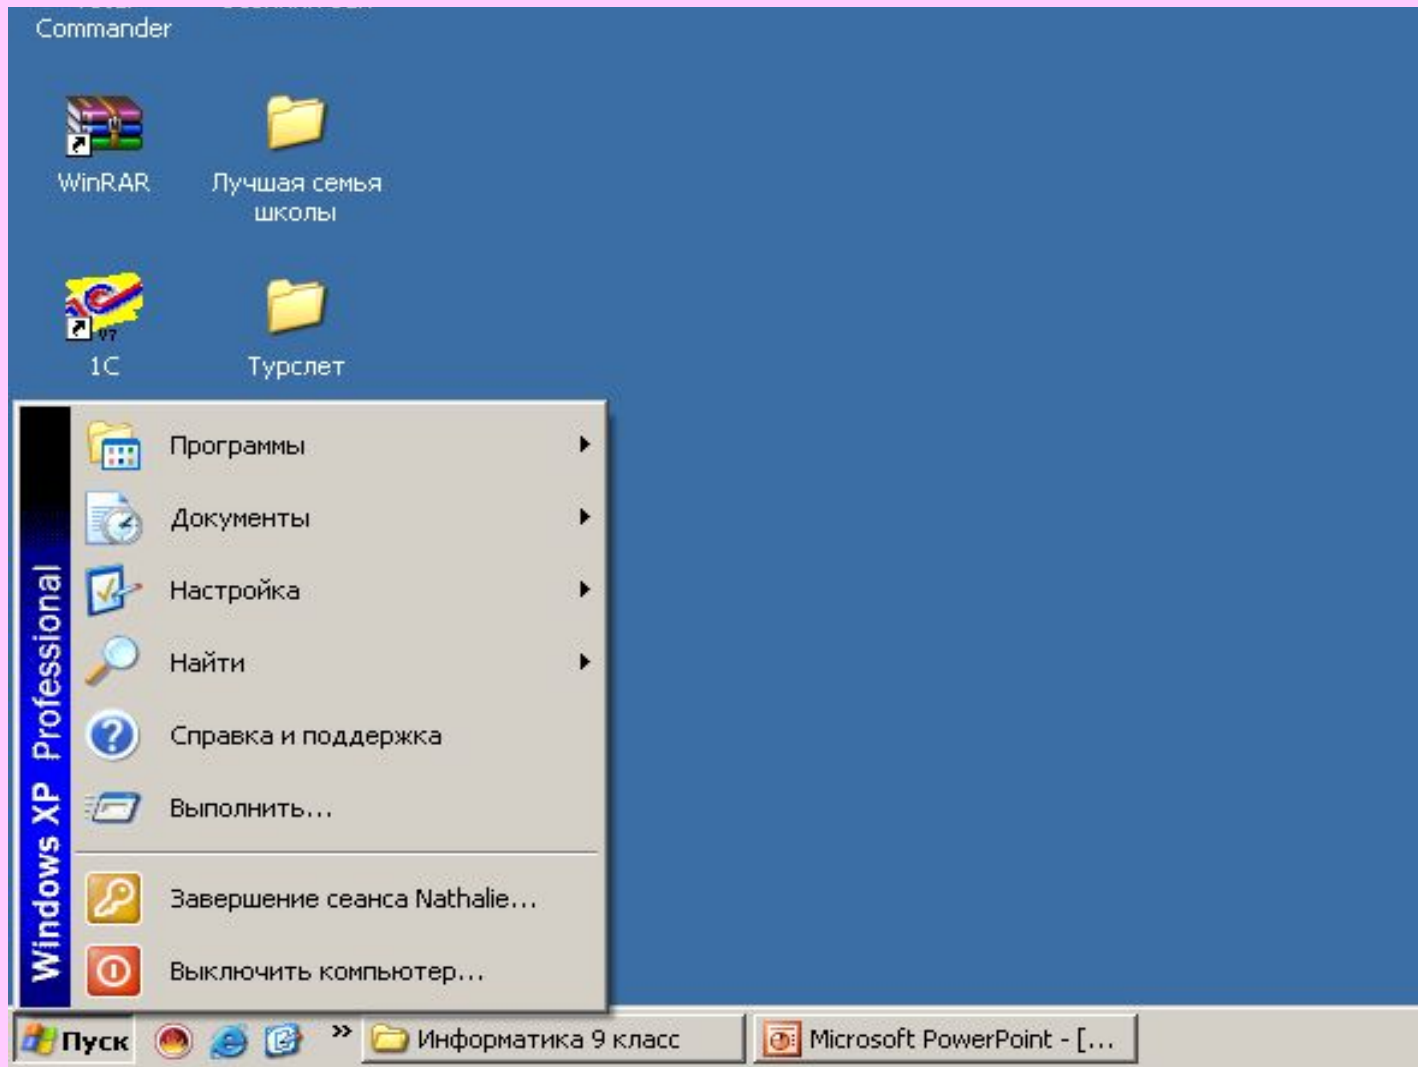 Commander
WinRAR
Лучшая семья
школы
1С
Турслет
Программы
Документы
Настройка
Найти
Справка и поддержка
Выполнить...
Завершение сеанса Nathalie...
Выключить компьютер...
Windows XP Professional
Пуск
»
Информатика 9 класс
Microsoft PowerPoint - [...